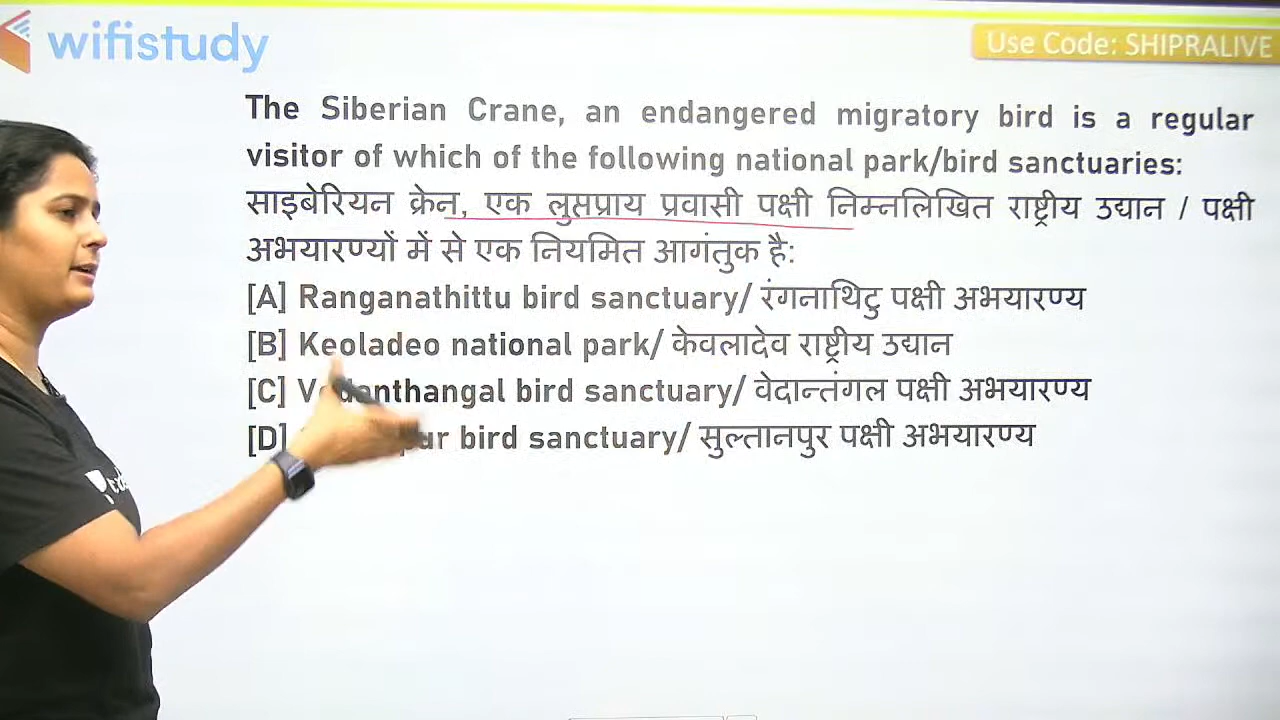 wifistudy
Use Code: SHIPRALIVE
The Siberian Crane, an endangered migratory bird is a regular
visitor of which of the following national park/bird sanctuaries:
साइबेरियन क्रेन, एक लुप्तप्राय प्रवासी पक्षी निम्नलिखित राष्ट्रीय उद्यान / पक्षी
अभयारण्यों में से एक नियमित आगंतुक है:
[A] Ranganathittu bird sanctuary/ रंगनाथिटु पक्षी अभयारण्य
[B] Keoladeo national park/ केवलादेव राष्ट्रीय उद्यान
[C] Vedanthangal bird sanctuary/ वेदान्तंगल पक्षी अभयारण्य
[D] bird sanctuary/ सुल्तानपुर पक्षी अभयारण्य